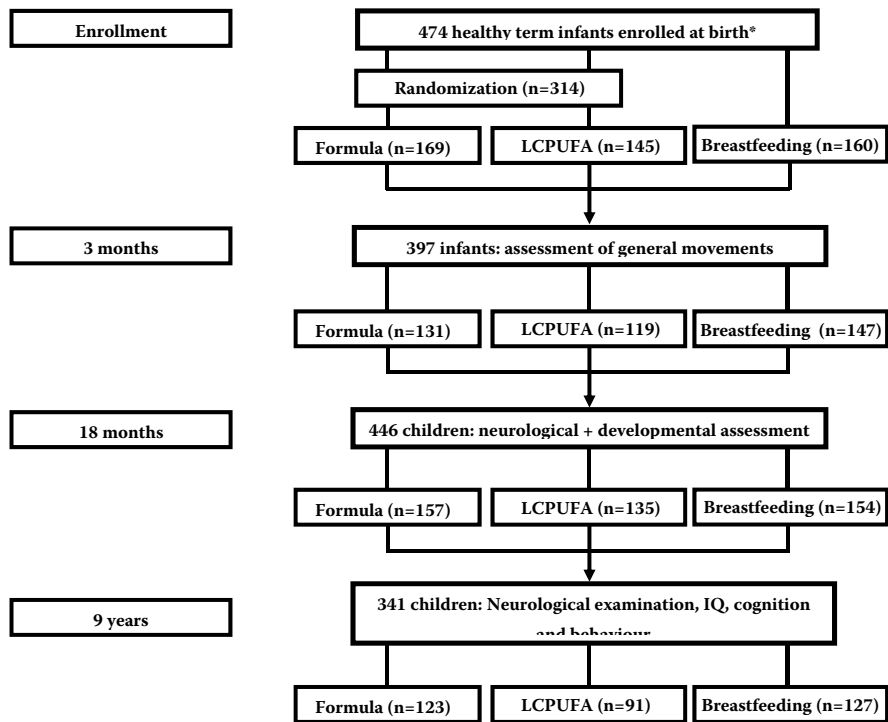 Enrollment
474 healthy term infants enrolled at birth*
Randomization (n=314)
Formula (n=169)
LCPUFA (n=145)
Breastfeeding (n=160)
3 months
397 infants: assessment of general movements
Formula (n=131)
LCPUFA (n=119)
Breastfeeding (n=147)
18 months
446 children: neurological + developmental assessment
Formula (n=157)
LCPUFA (n=135)
Breastfeeding (n=154)
9 years
341 children: Neurological examination, IQ, cognition
and behaviour
Formula (n=123)
LCPUFA (n=91)
Breastfeeding (n=127)